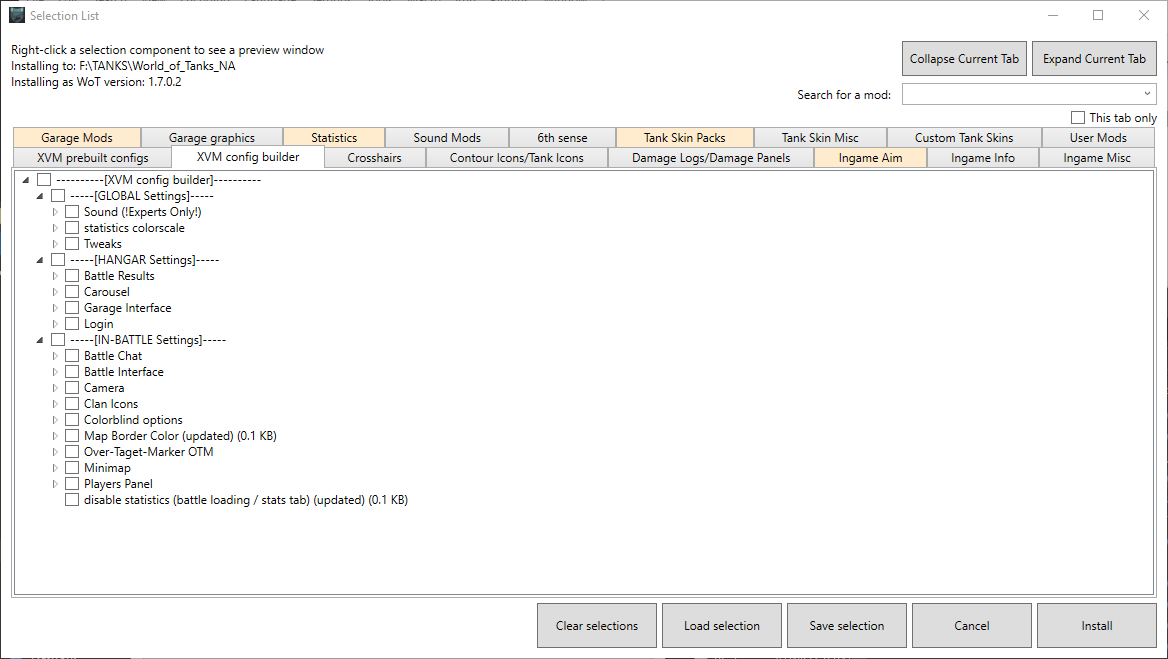 Selection List
Right-click a selection component to see a preview window
Installing to: F:\TANKS\World_of_Tanks_NA
Installing as WoT version: 1.7.0.2
Collapse Current Tab
Expand Current Tab
Search for a mod:
This tab only
Garage Mods
Garage graphics
Statistics
Sound Mods
6th sense
Tank Skin Packs
Tank Skin Misc
Custom Tank Skins
User Mods
XVM prebuilt configs
XVM config builder
Crosshairs
Contour Icons/Tank Icons
Damage Logs/Damage Panels
Ingame Aim
Ingame Info
Ingame Misc
----------[XVM config builder]----------
-----[GLOBAL Settings]-----
Sound (!Experts Only!)
statistics colorscale
Tweaks
-----[HANGAR Settings]-----
Battle Results
Carousel
Garage Interface
Login
-----[IN-BATTLE Settings]-----
Battle Chat
Battle Interface
Camera
Clan Icons
Colorblind options
Map Border Color (updated) (0.1 KB)
Over-Taget-Marker OTM
Minimap
Players Panel
disable statistics (battle loading / stats tab) (updated) (0.1 KB)
Clear selections
Load selection
Save selection
Cancel
Install